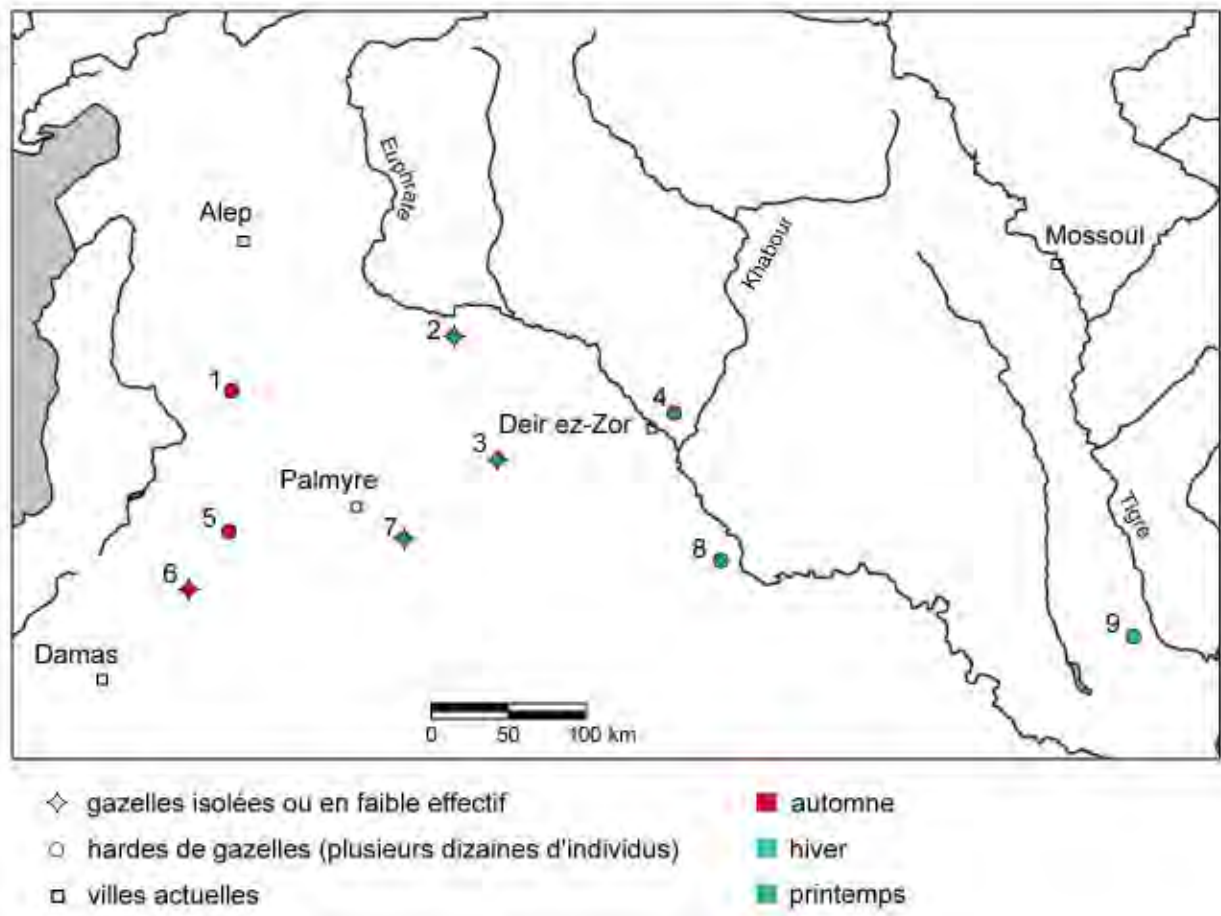 Alep
Euphrate
Khabour
Mossoul
2
1
4
Deir ez-Zor
3
Palmyre
5
7
Tigre
8
6
9
Damas
0 50 100 km
gazelles isolées ou en faible effectif
automne
hardes de gazelles (plusieurs dizaines d'individus)
hiver
villes actuelles
printemps